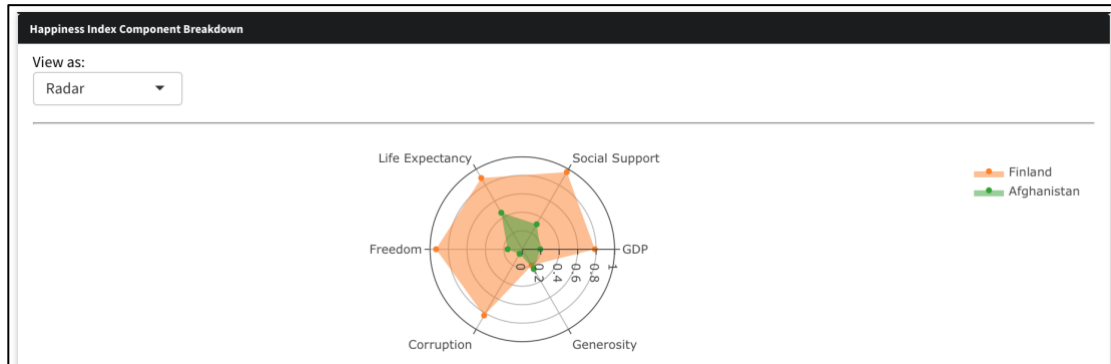 Happiness Index Component Breakdown
View as:
Radar
Life Expectancy
Social Support
Finland
Afghanistan
Freedom
GDP
0
0.2
0.4
0.6
0.8
1
Corruption
Generosity